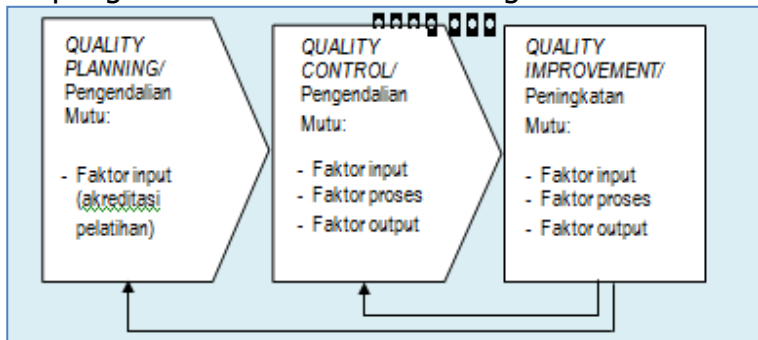 QUALITY
PLANNING/
Pengendalian
Mutu:
- Faktor input
(akreditasi
pelatihan)
QUALITY
CONTROL/
Pengendalian
Mutu:
- Faktor input
- Faktor proses
- Faktor output
QUALITY
IMPROVEMENT/
Peningkatan
Mutu:
- Faktor input
- Faktor proses
- Faktor output